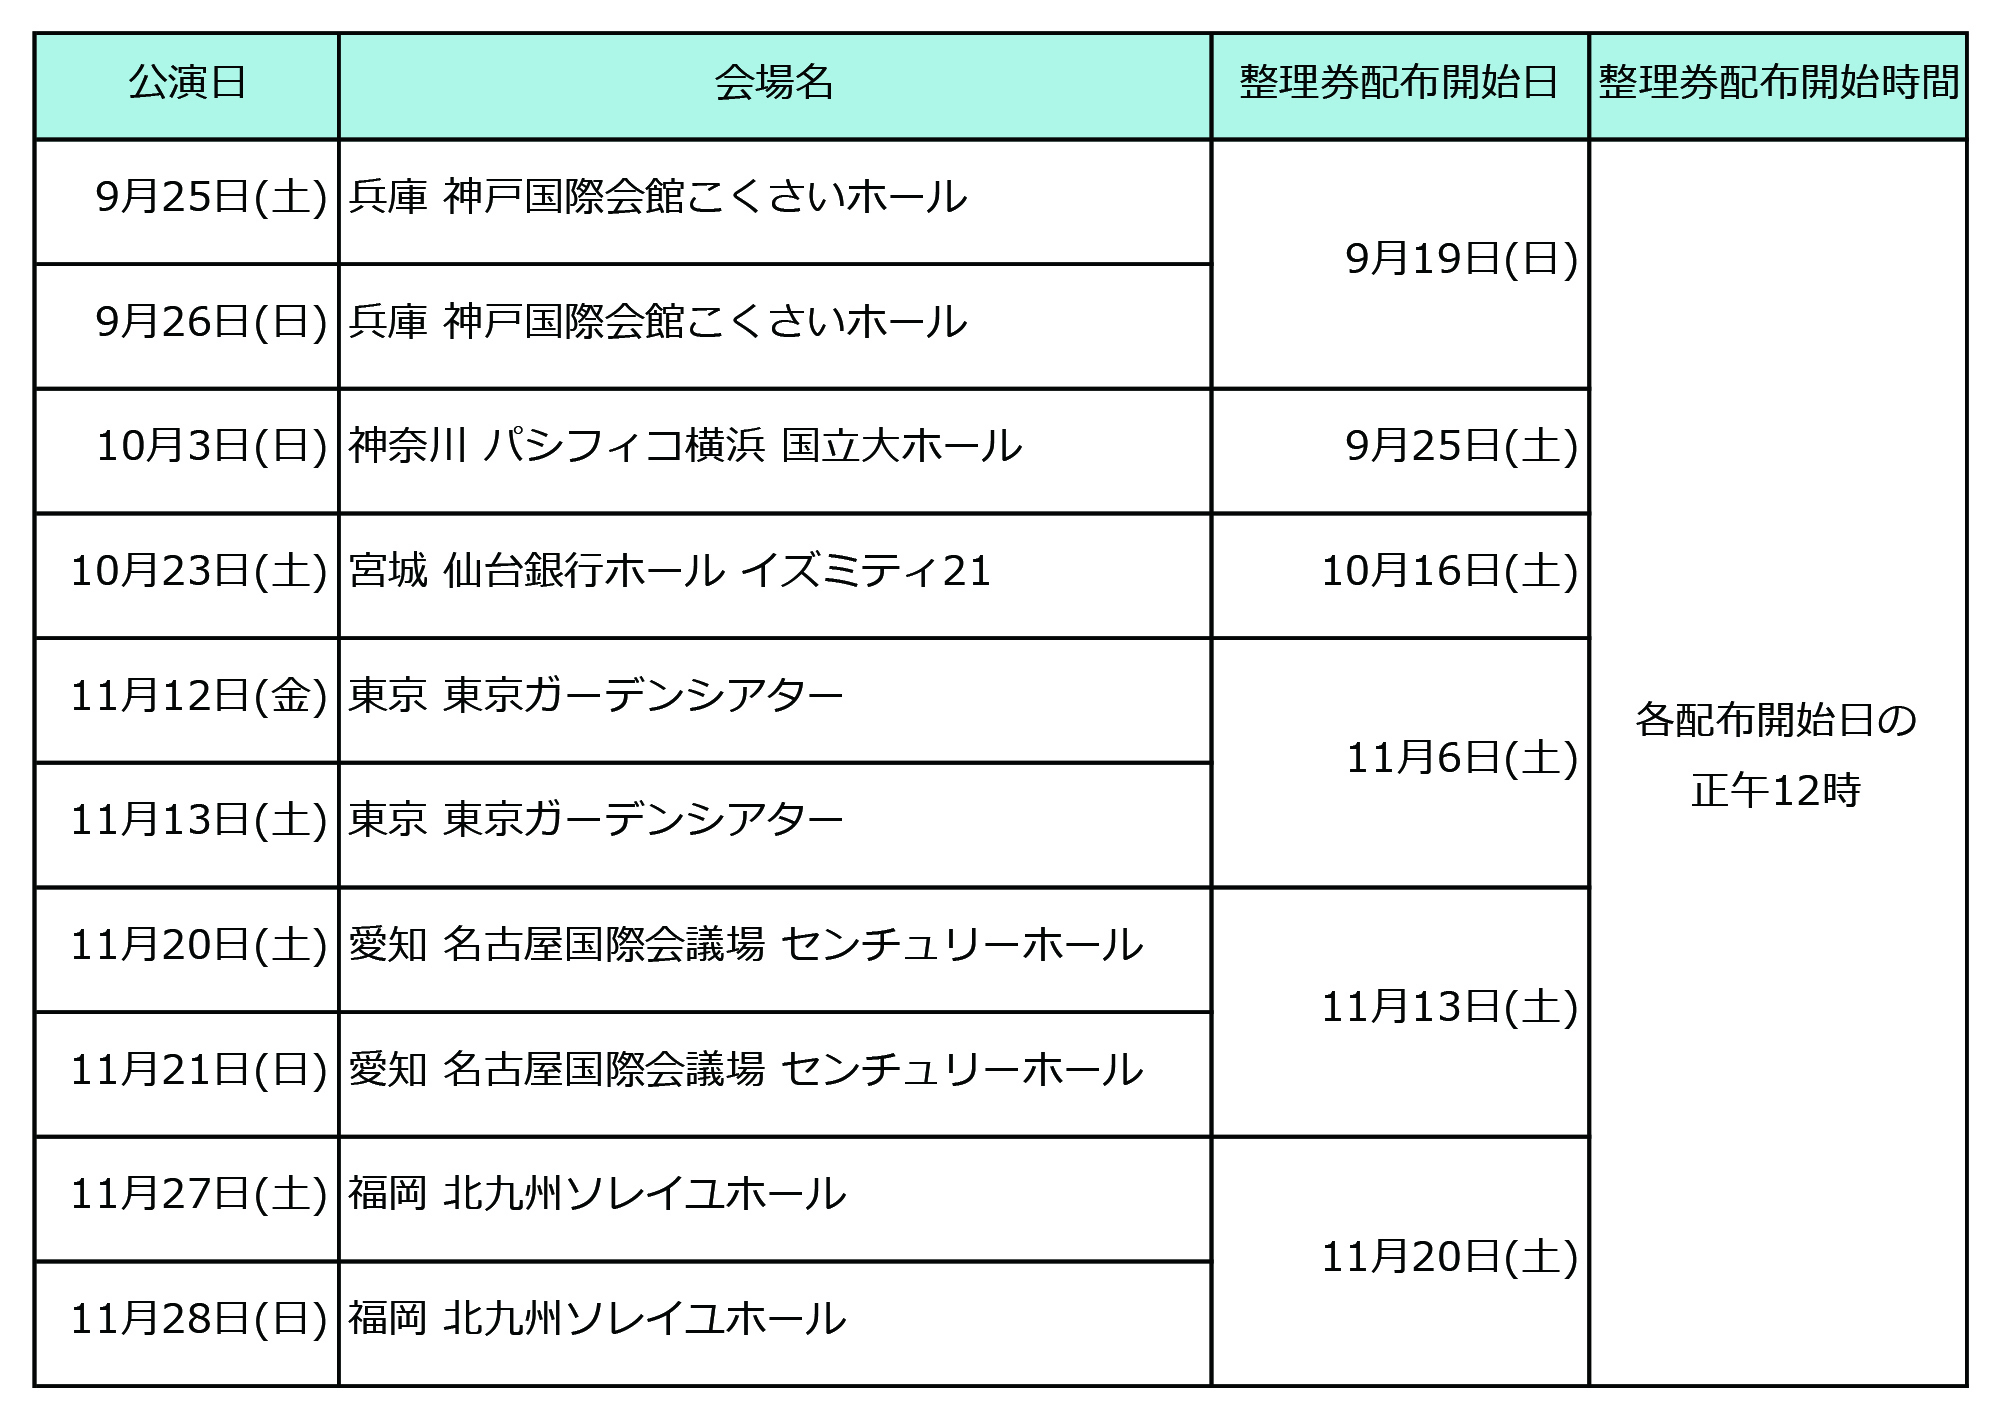 公演日 会場名 整理券配布開始日 整理券配布開始時間
9月25日(土) 兵庫 神戸国際会館こくさいホール
9月19日(日)
9月26日(日) 兵庫 神戸国際会館こくさいホール
10月3日(日) 神奈川 パシフィコ横浜 国立大ホール 9月25日(土)
10月23日(土) 宮城 仙台銀行ホール イズミティ21 10月16日(土)
11月12日(金) 東京 東京ガーデンシアター
11月6日(土)
11月13日(土) 東京 東京ガーデンシアター
各配布開始日の
正午12時
11月20日(土) 愛知 名古屋国際会議場 センチュリーホール
11月13日(土)
11月21日(日) 愛知 名古屋国際会議場 センチュリーホール
11月27日(土) 福岡 北九州ソレイユホール
11月20日(土)
11月28日(日) 福岡 北九州ソレイユホール